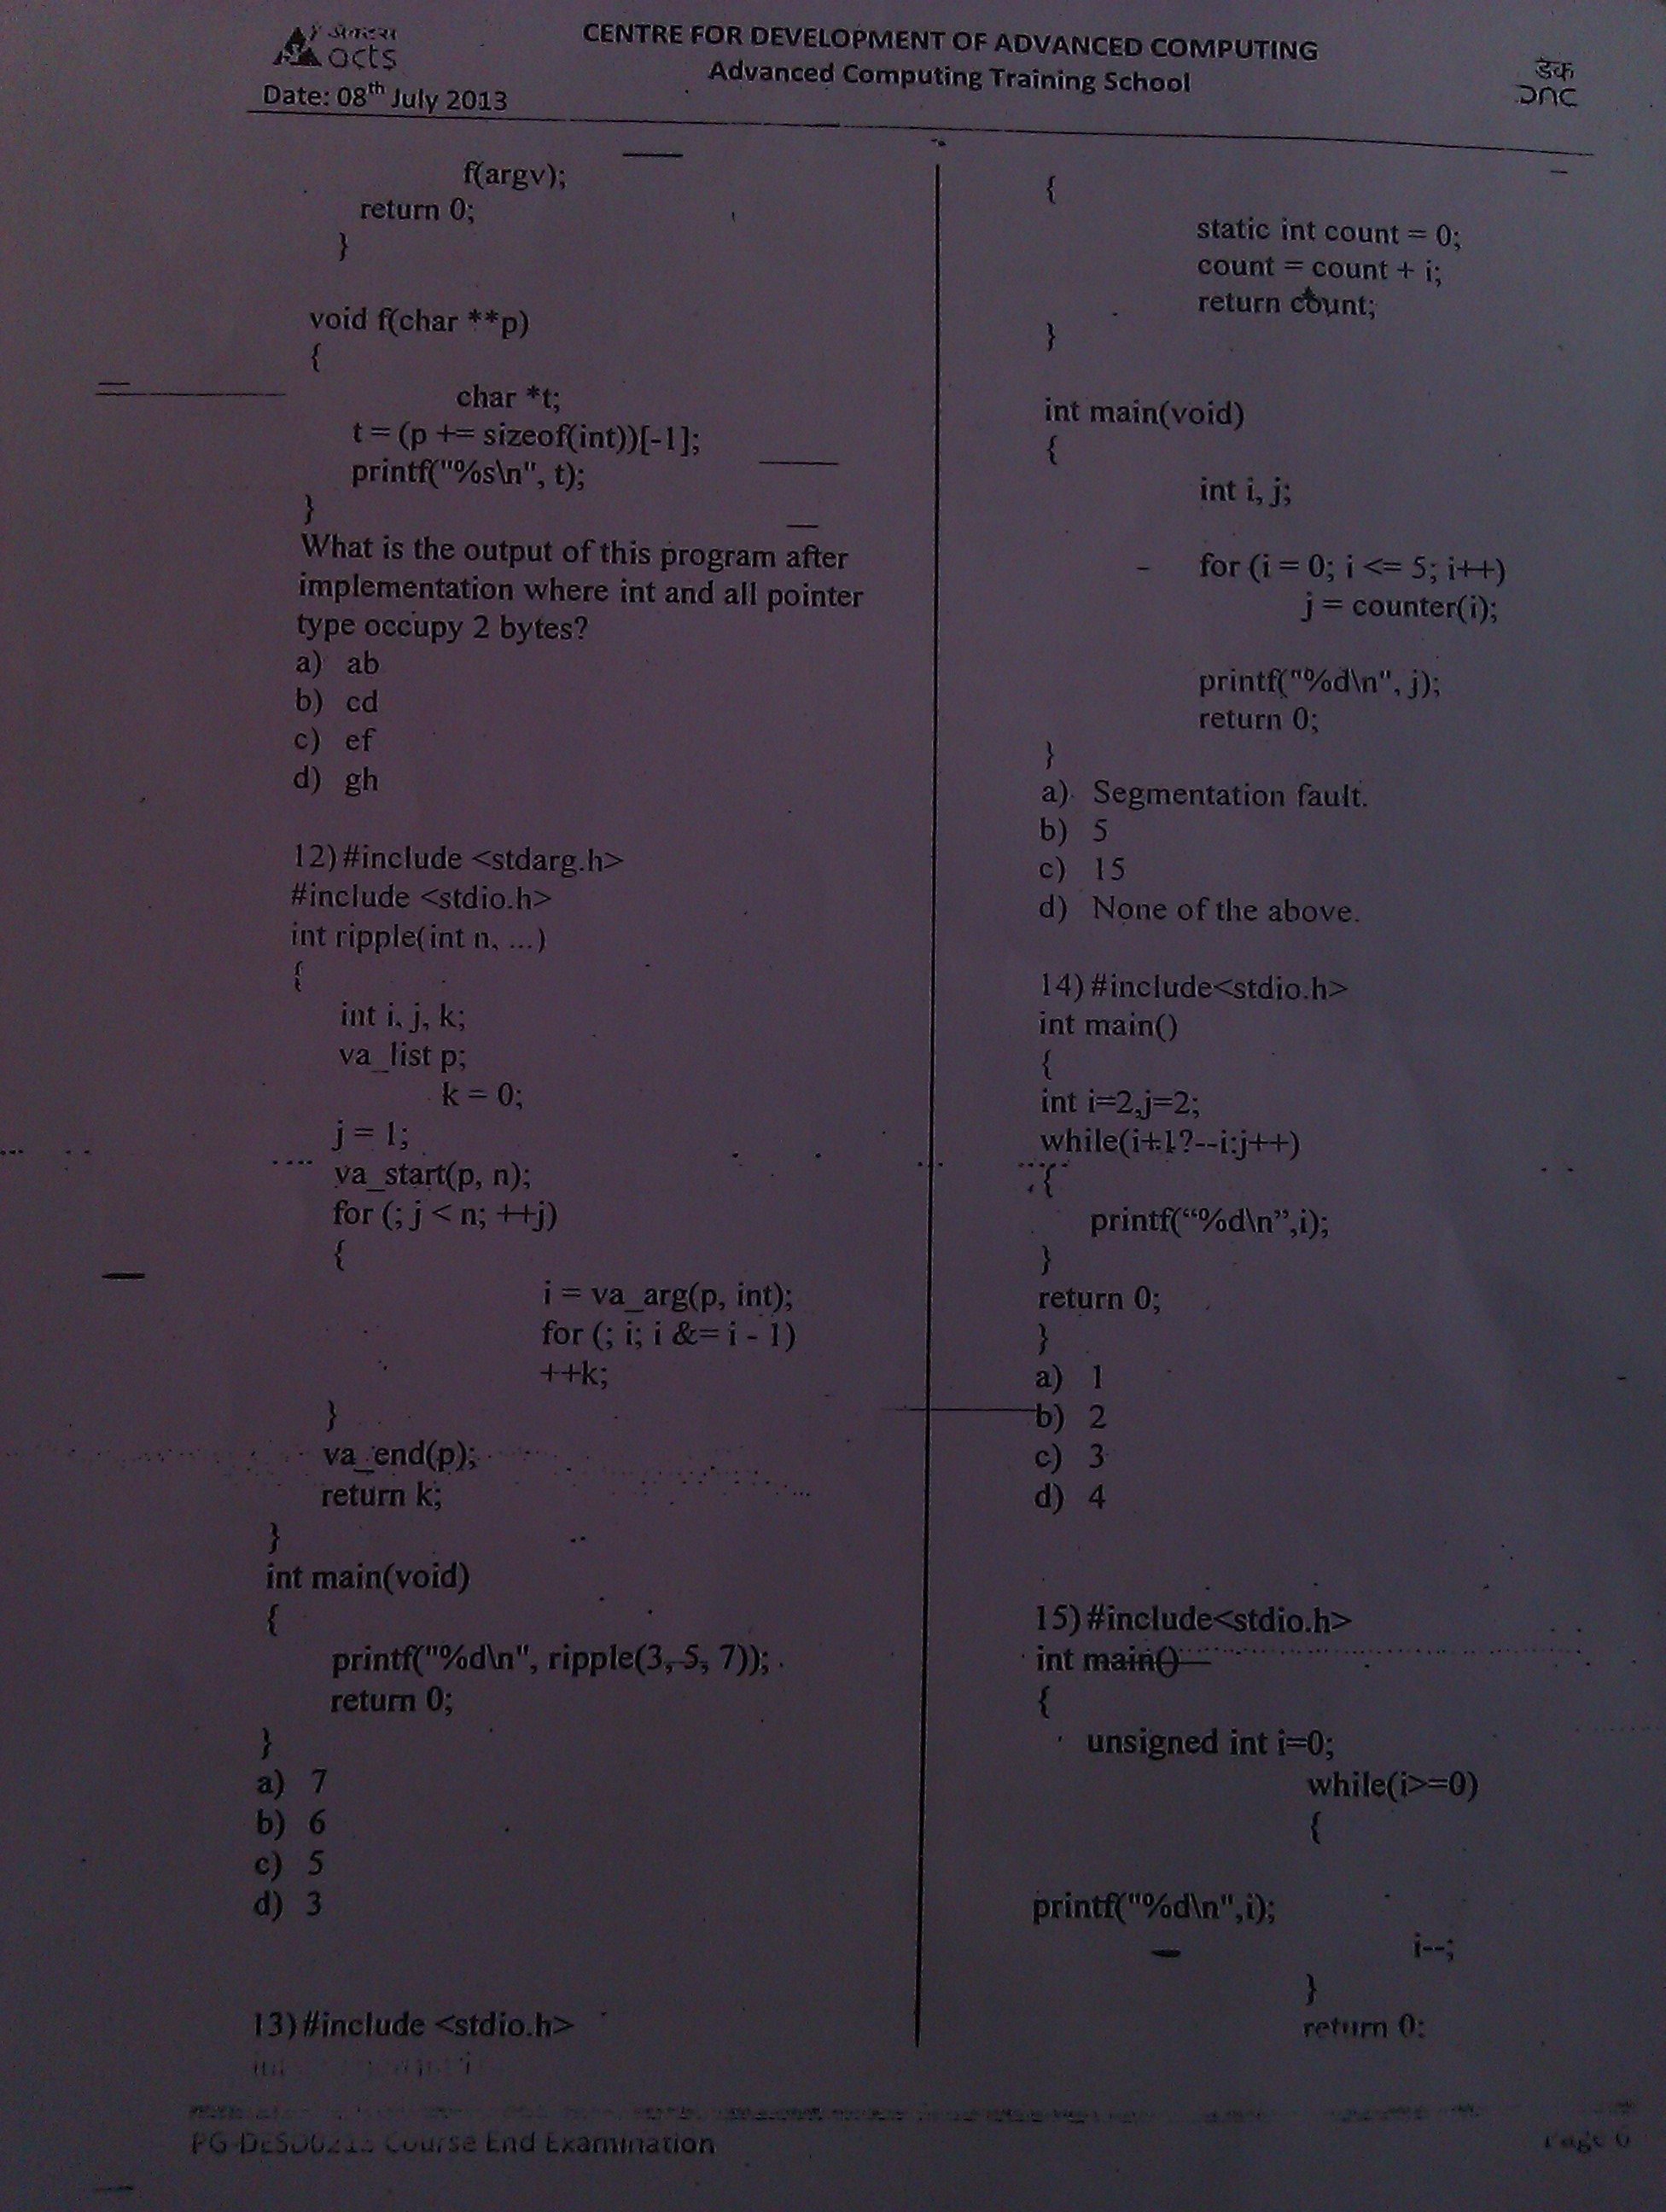 acts
CENTRE FOR DEVELOPMENT OF ADVANCED COMPUTING
Advanced Computing Training School
Date: 08th July 2013
डैक
f(argv);
return 0;
}
void f(char **p)
{
char *t;
t = (p += sizeof(int))[-1];
printf("%s\n", t);
}
What is the output of this program after
implementation where int and all pointer
type occupy 2 bytes?
a) ab
b) cd
c) ef
d) gh
12) #include <stdarg.h>
#include <stdio.h>
int ripple(int n, ...)
{
int i, j, k;
va_list p;
k = 0;
j = 1;
va_start(p, n);
for (; j < n; ++j)
{
i = va_arg(p, int);
for (; i; i &= i - 1)
++k;
}
va_end(p);
return k;
}
int main(void)
{
printf("%d\n", ripple(3, 5, 7));
return 0;
}
a) 7
b) 6
c) 5
d) 3
13) #include <stdio.h>
{
static int count = 0;
count = count + i;
return count;
}
int main(void)
{
int i, j;
for (i = 0; i <= 5; i++)
j = counter(i);
printf("%d\n", j);
return 0;
}
a) Segmentation fault.
b) 5
c) 15
d) None of the above.
14) #include<stdio.h>
int main()
{
int i=2,j=2;
while(i+1?--i:j++)
{
printf(“%d\n”,i);
}
return 0;
}
a) 1
b) 2
c) 3
d) 4
15) #include<stdio.h>
int main()
{
unsigned int i=0;
while(i>=0)
{
printf("%d\n",i);
i--;
}
return 0;
Course End Examination
Page 6